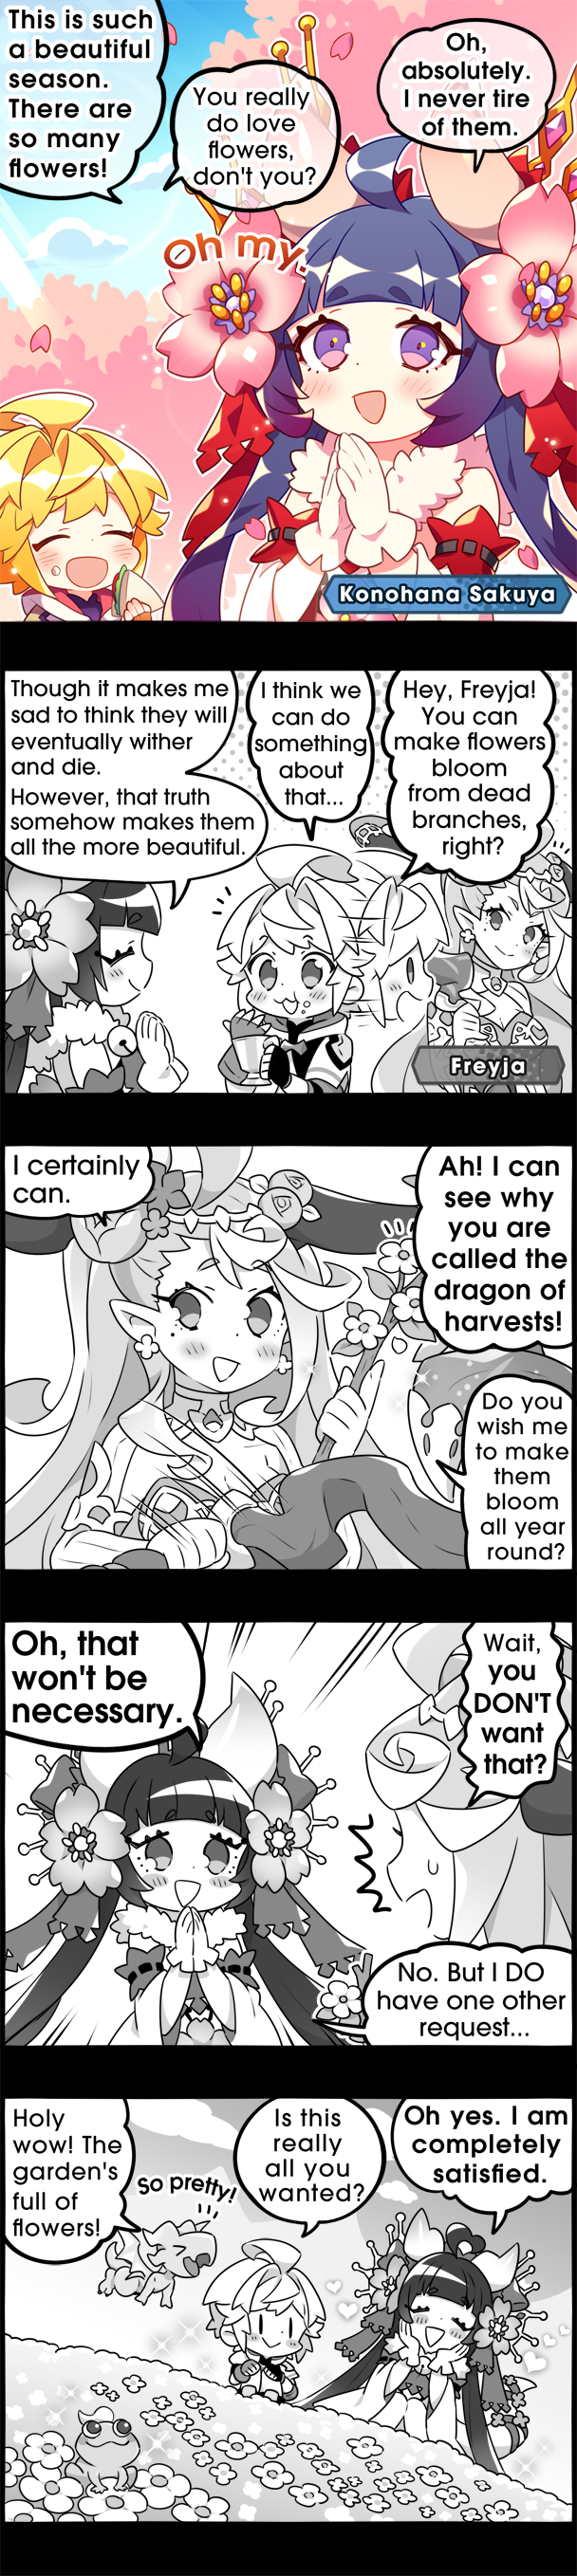 This is such
a beautiful
season.
There are
so many
flowers!
You really
do love
flowers,
don't you?
Oh,
absolutely.
I never tire
of them.
Oh my.
Konohana Sakuya
Though it makes me
sad to think they will
eventually wither
and die.
However, that truth
somehow makes them
all the more beautiful.
I think we
can do
something
about
that...
Hey, Freyja!
You can
make flowers
bloom
from dead
branches,
right?
Freyja
I certainly
can.
Ah! I can
see why
you are
called the
dragon of
harvests!
Do you
wish me
to make
them
bloom
all year
round?
Oh, that
won't be
necessary.
Wait,
you
DON'T
want
that?
No. But I DO
have one other
request...
Holy
wow! The
garden's
full of
flowers!
So pretty!
Is this
really
all you
wanted?
Oh yes. I am
completely
satisfied.